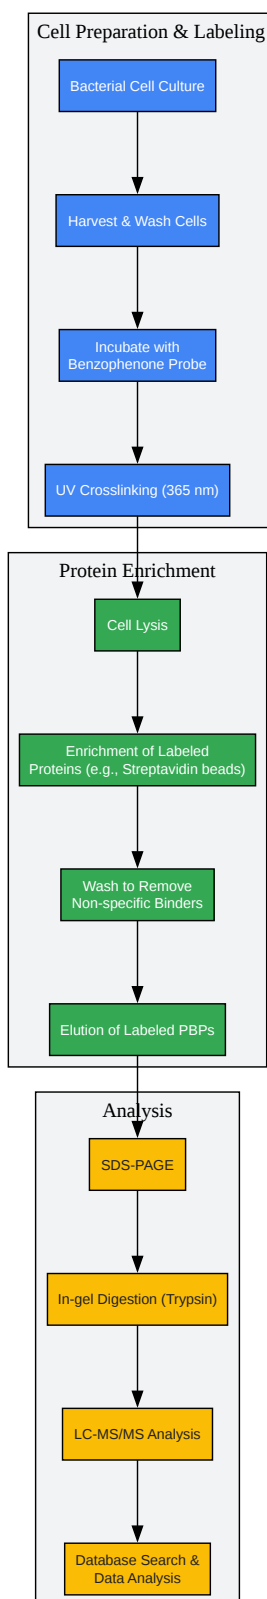 Cell Preparation & Labeling
Bacterial Cell Culture
Harvest & Wash Cells
Incubate with
Benzophenone Probe
UV Crosslinking (365 nm)
Protein Enrichment
Cell Lysis
Enrichment of Labeled
Proteins (e.g., Streptavidin beads)
Wash to Remove
Non-specific Binders
Elution of Labeled PBPs
Analysis
SDS-PAGE
In-gel Digestion (Trypsin)
LC-MS/MS Analysis
Database Search &
Data Analysis